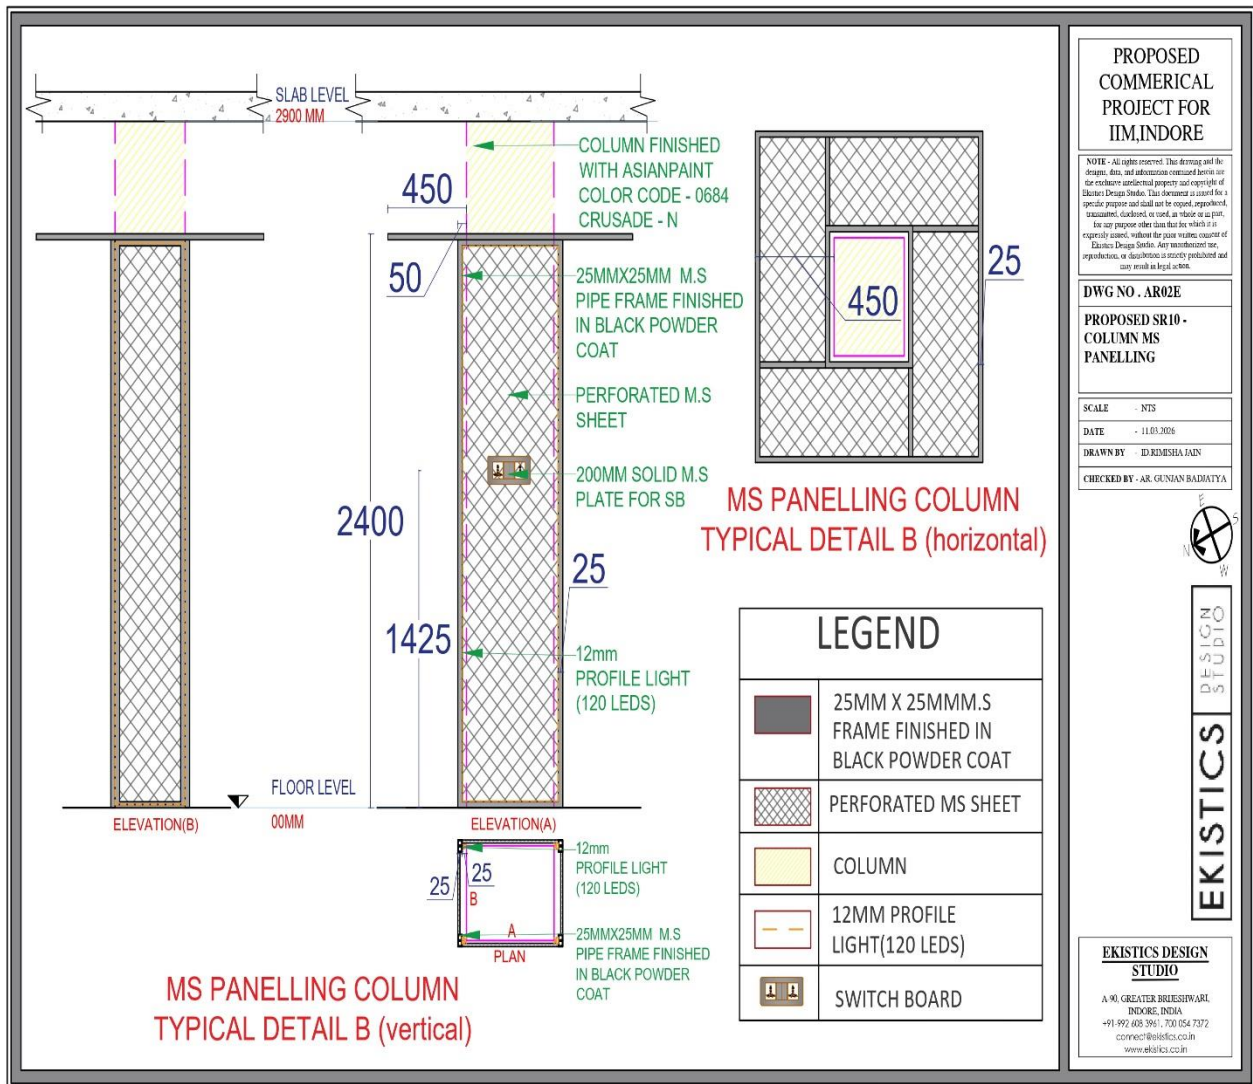 SLAB LEVEL
2900 MM
COLUMN FINISHED
WITH ASIANPAINT
COLOR CODE - 0684
CRUSADE - N
450
50
25MMX25MM M.S
PIPE FRAME FINISHED
IN BLACK POWDER
COAT
PERFORATED M.S
SHEET
200MM SOLID M.S
PLATE FOR SB
2400
1425
25
12mm
PROFILE LIGHT
(120 LEDS)
FLOOR LEVEL
00MM
ELEVATION(B)
ELEVATION(A)
12mm
PROFILE LIGHT
(120 LEDS)
25
25
B
A
PLAN
25MMX25MM M.S
PIPE FRAME FINISHED
IN BLACK POWDER
COAT
MS PANELLING COLUMN
TYPICAL DETAIL B (vertical)
450
25
MS PANELLING COLUMN
TYPICAL DETAIL B (horizontal)
LEGEND
25MM X 25MMM.S
FRAME FINISHED IN
BLACK POWDER COAT
PERFORATED MS SHEET
COLUMN
12MM PROFILE
LIGHT(120 LEDS)
SWITCH BOARD
PROPOSED
COMMERICAL
PROJECT FOR
IIM,INDORE
NOTE - All rights reserved. This drawing and the
designs, data, and information contained herein are
the exclusive intellectual property and copyright of
Ekistics Design Studio. This document is issued for a
specific purpose and shall not be copied, reproduced,
transmitted, disclosed, or used, in whole or in part,
for any purpose other than that for which it is
expressly issued, without the prior written consent of
Ekistics Design Studio. Any unauthorized use,
reproduction, or distribution is strictly prohibited and
may result in legal action.
DWG NO . AR02E
PROPOSED SR10 -
COLUMN MS
PANELLING
SCALE - NTS
DATE - 11.03.2026
DRAWN BY - ID.RIMISHA JAIN
CHECKED BY - AR. GUNJAN BADJATYA
E
S
N
W
EKISTICS DESIGN
STUDIO
EKISTICS DESIGN
STUDIO
A-90, GREATER BRIJESHWARI,
INDORE, INDIA
+91-992 608 3961, 700 054 7372
connect@ekistics.co.in
www.ekistics.co.in